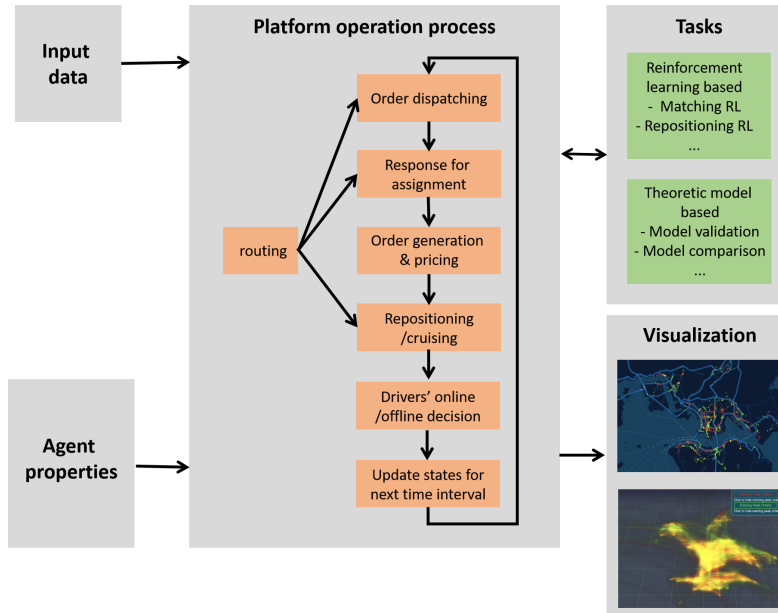 Input
data
Agent
properties
Platform operation process
Order dispatching
Response for
assignment
routing
Order generation
& pricing
Repositioning
/cruising
Drivers' online
/offline decision
Update states for
next time interval
Tasks
Reinforcement
learning based
- Matching RL
- Repositioning RL
...
Theoretic model
based
- Model validation
- Model comparison
...
Visualization